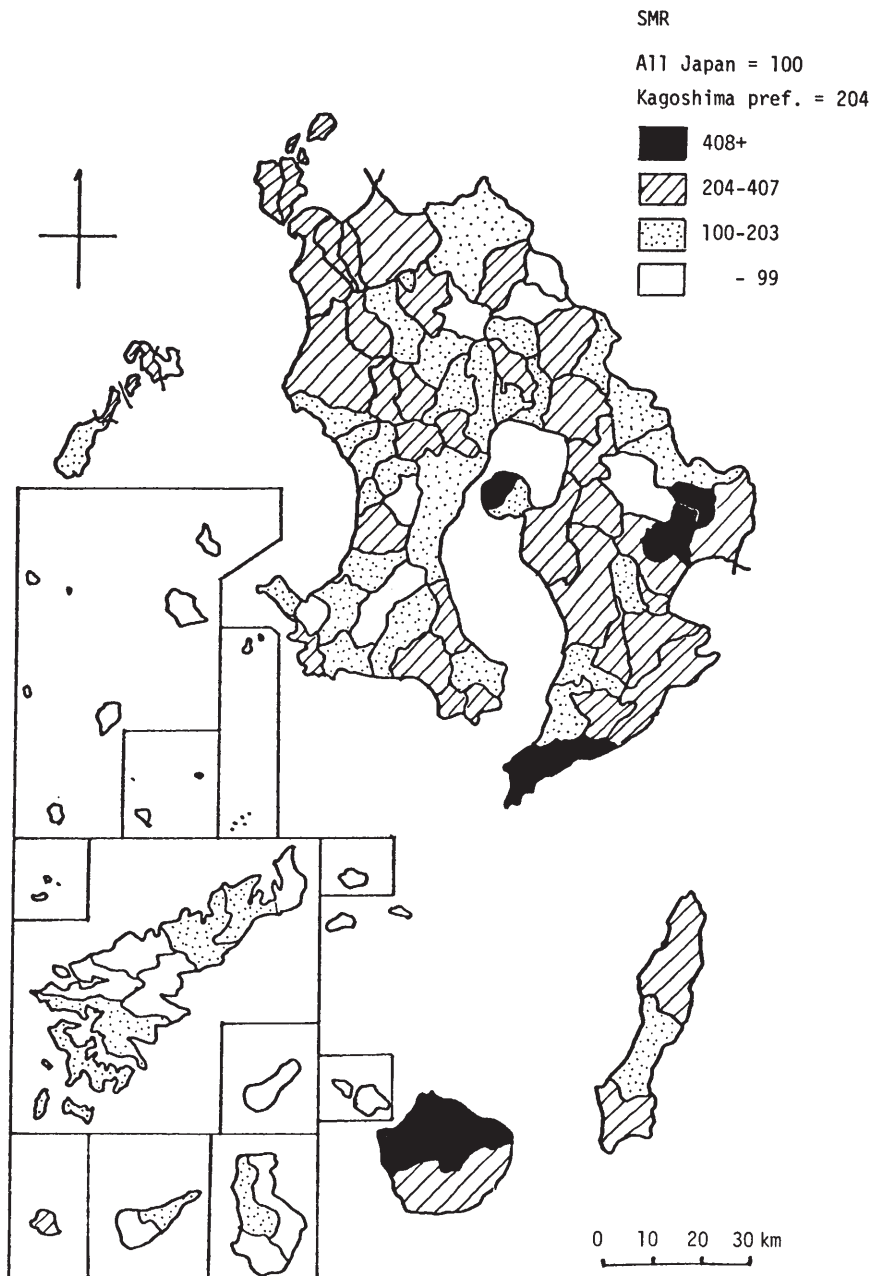 SMR
All Japan = 100
Kagoshima pref. = 204
408+
204-407
100-203
- 99
0 10 20 30 km